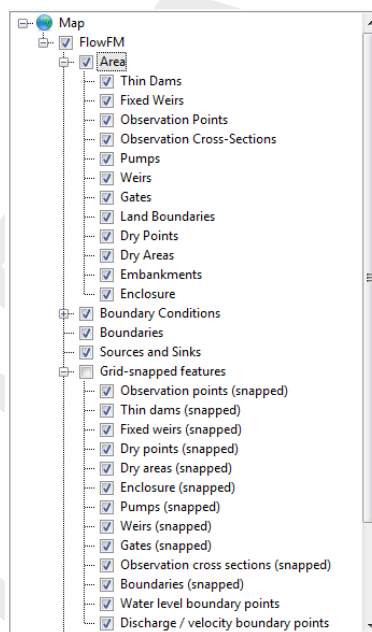 Map
FlowFM
Area
Thin Dams
Fixed Weirs
Observation Points
Observation Cross-Sections
Pumps
Weirs
Gates
Land Boundaries
Dry Points
Dry Areas
Embankments
Enclosure
Boundary Conditions
Boundaries
Sources and Sinks
Grid-snapped features
Observation points (snapped)
Thin dams (snapped)
Fixed weirs (snapped)
Dry points (snapped)
Dry areas (snapped)
Enclosure (snapped)
Pumps (snapped)
Weirs (snapped)
Gates (snapped)
Observation cross sections (snapped)
Boundaries (snapped)
Water level boundary points
Discharge / velocity boundary points